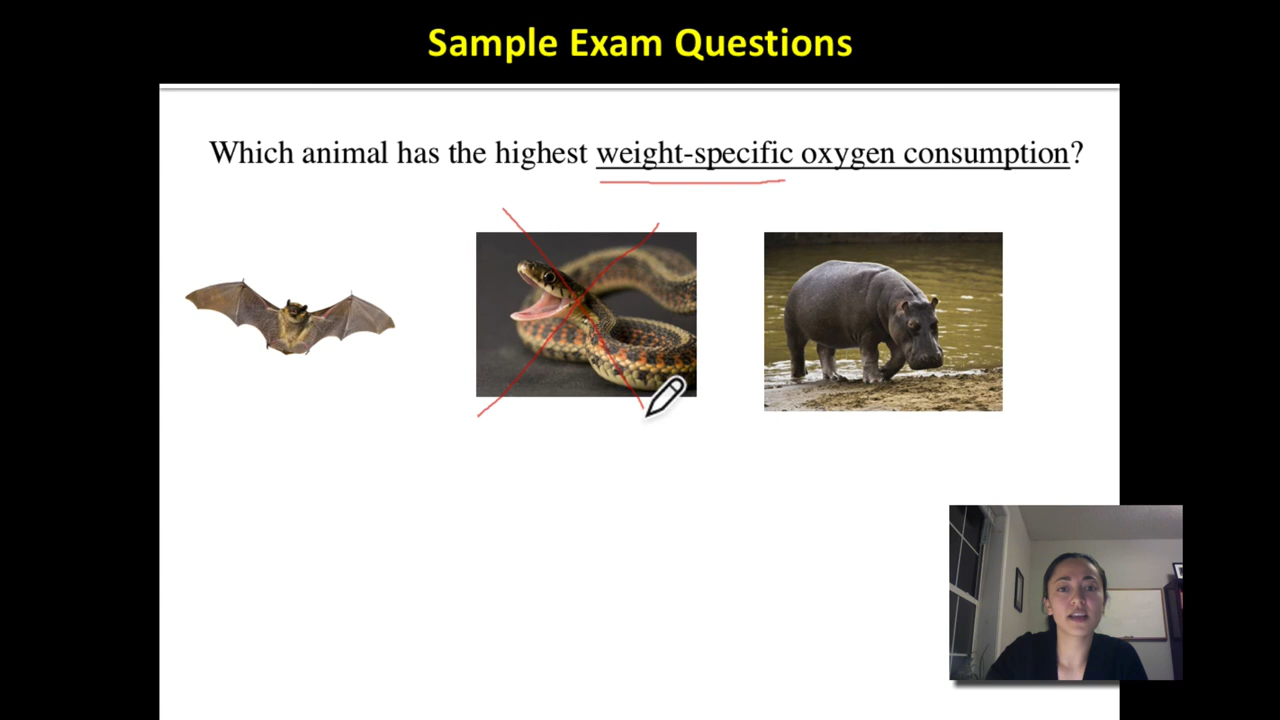 Sample Exam Questions
Which animal has the highest weight-specific oxygen consumption?